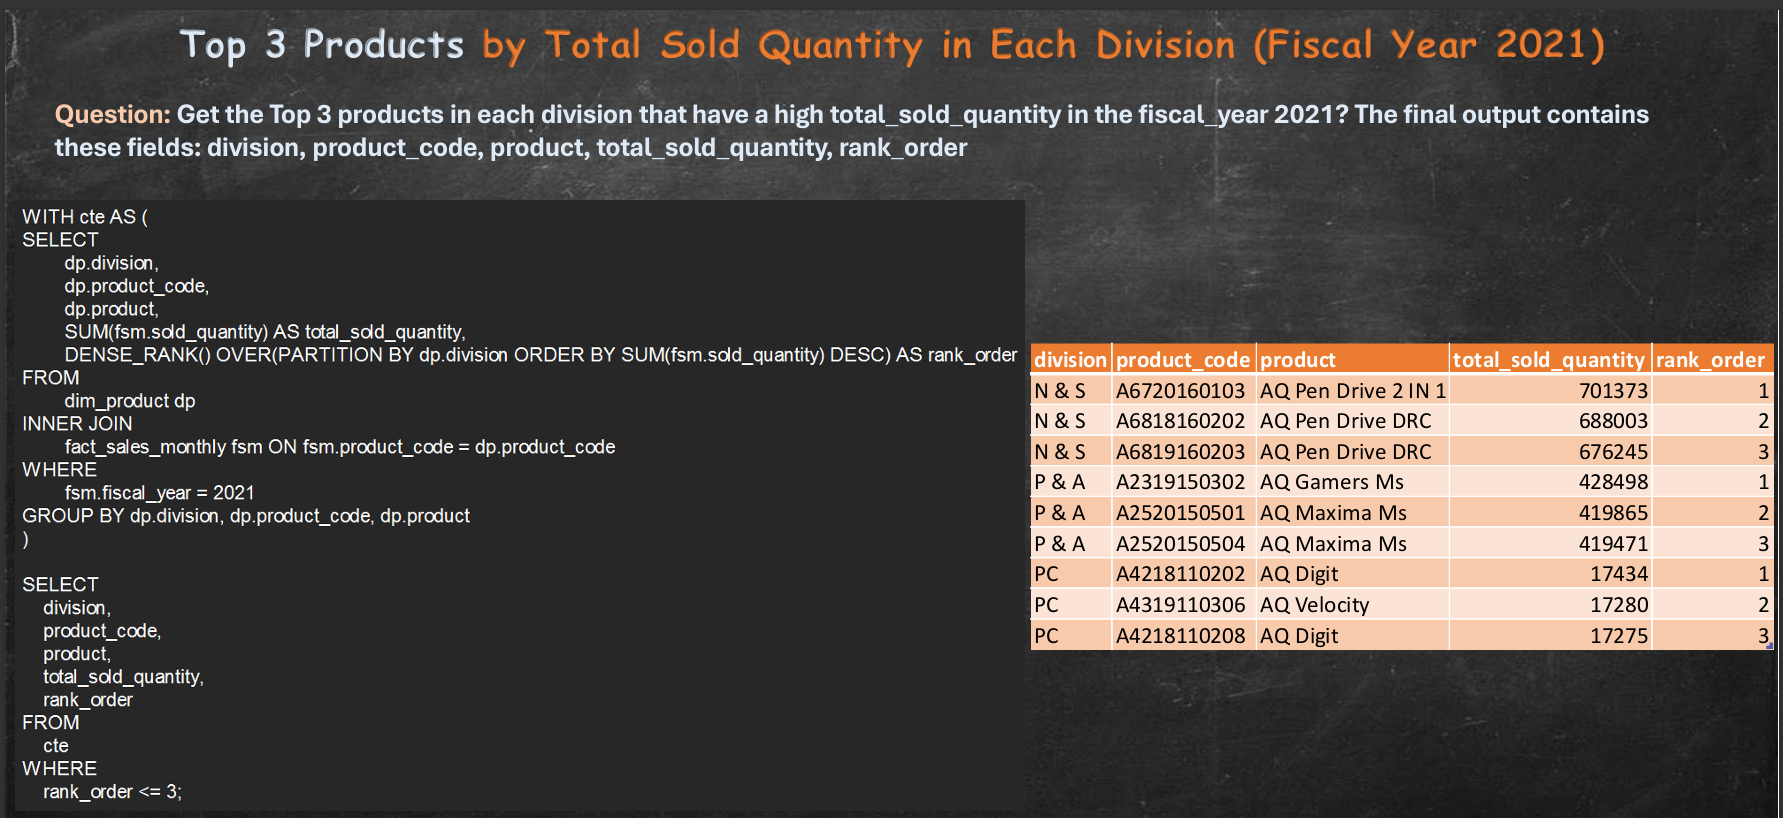 Top 3 Products by Total Sold Quantity in Each Division (Fiscal Year 2021)
Question: Get the Top 3 products in each division that have a high total_sold_quantity in the fiscal_year 2021? The final output contains
these fields: division, product_code, product, total_sold_quantity, rank_order
WITH cte AS (
SELECT
dp.division,
dp.product_code,
dp.product,
SUM(fsm.sold_quantity) AS total_sold_quantity,
DENSE_RANK() OVER(PARTITION BY dp.division ORDER BY SUM(fsm.sold_quantity) DESC) AS rank_order
FROM
dim_product dp
INNER JOIN
fact_sales_monthly fsm ON fsm.product_code = dp.product_code
WHERE
fsm.fiscal_year = 2021
GROUP BY dp.division, dp.product_code, dp.product
)
SELECT
division,
product_code,
product,
total_sold_quantity,
rank_order
FROM
cte
WHERE
rank_order <= 3;
division product_code product total_sold_quantity rank_order
N & S A6720160103 AQ Pen Drive 2 IN 1 701373 1
N & S A6818160202 AQ Pen Drive DRC 688003 2
N & S A6819160203 AQ Pen Drive DRC 676245 3
P & A A2319150302 AQ Gamers Ms 428498 1
P & A A2520150501 AQ Maxima Ms 419865 2
P & A A2520150504 AQ Maxima Ms 419471 3
PC A4218110202 AQ Digit 17434 1
PC A4319110306 AQ Velocity 17280 2
PC A4218110208 AQ Digit 17275 3